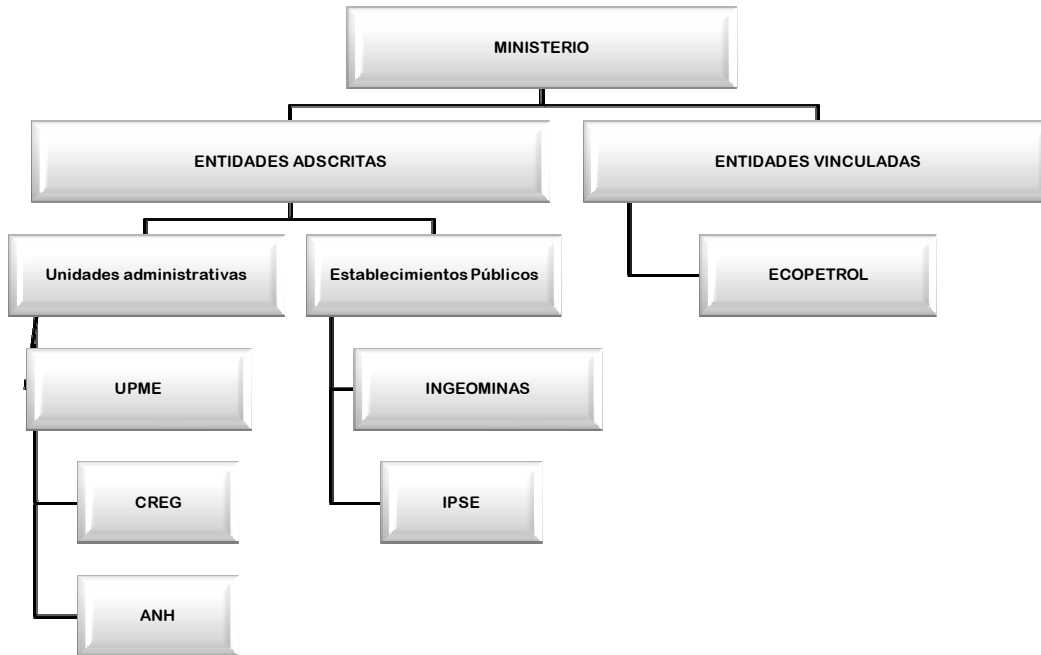 MINISTERIO
ENTIDADES ADSCRITAS
ENTIDADES VINCULADAS
Unidades administrativas
Establecimientos Públicos
ECOPETROL
UPME
INGEOMINAS
CREG
IPSE
ANH